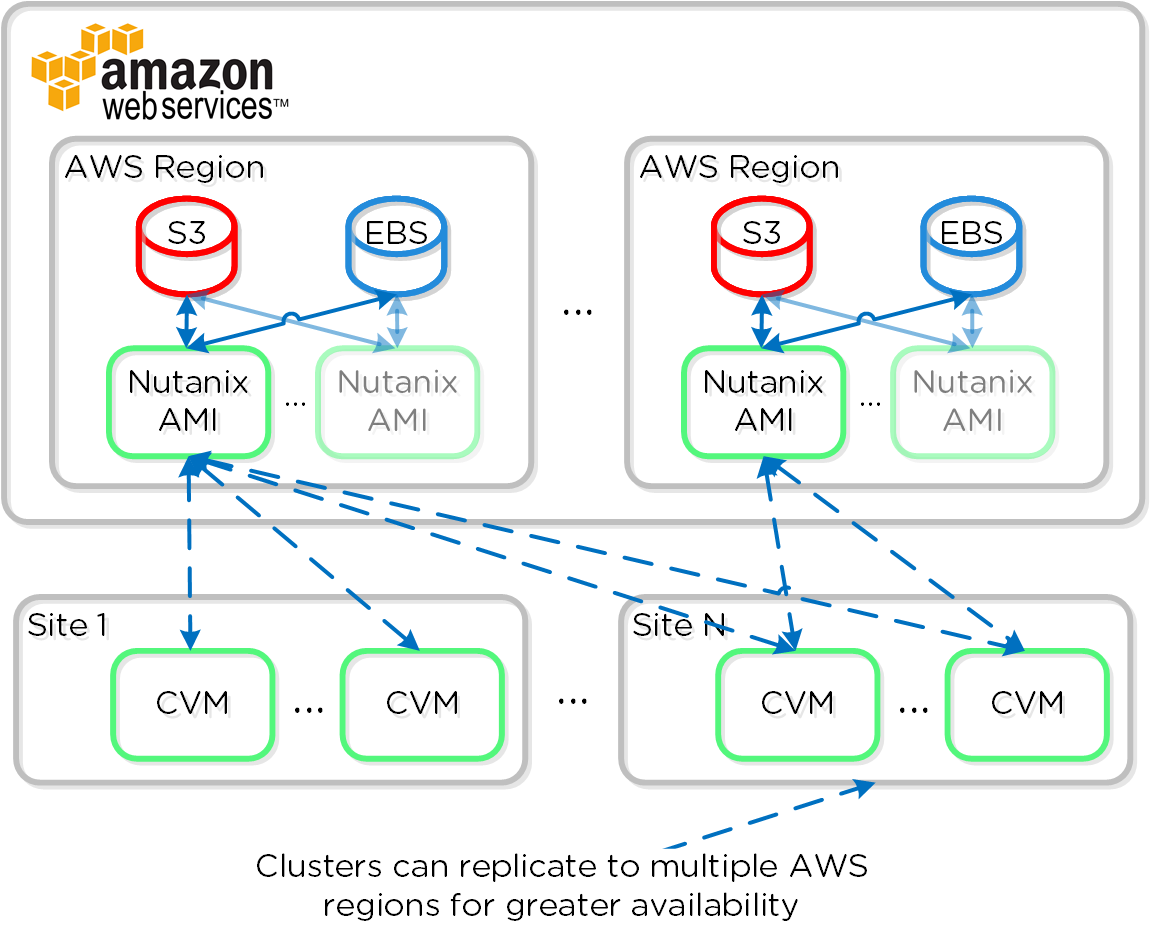 amazon
web services™
AWS Region
AWS Region
S3
EBS
S3
EBS
...
Nutanix
AMI
...
Nutanix
AMI
Nutanix
AMI
...
Nutanix
AMI
Site 1
Site N
CVM
...
CVM
...
CVM
...
CVM
Clusters can replicate to multiple AWS
regions for greater availability